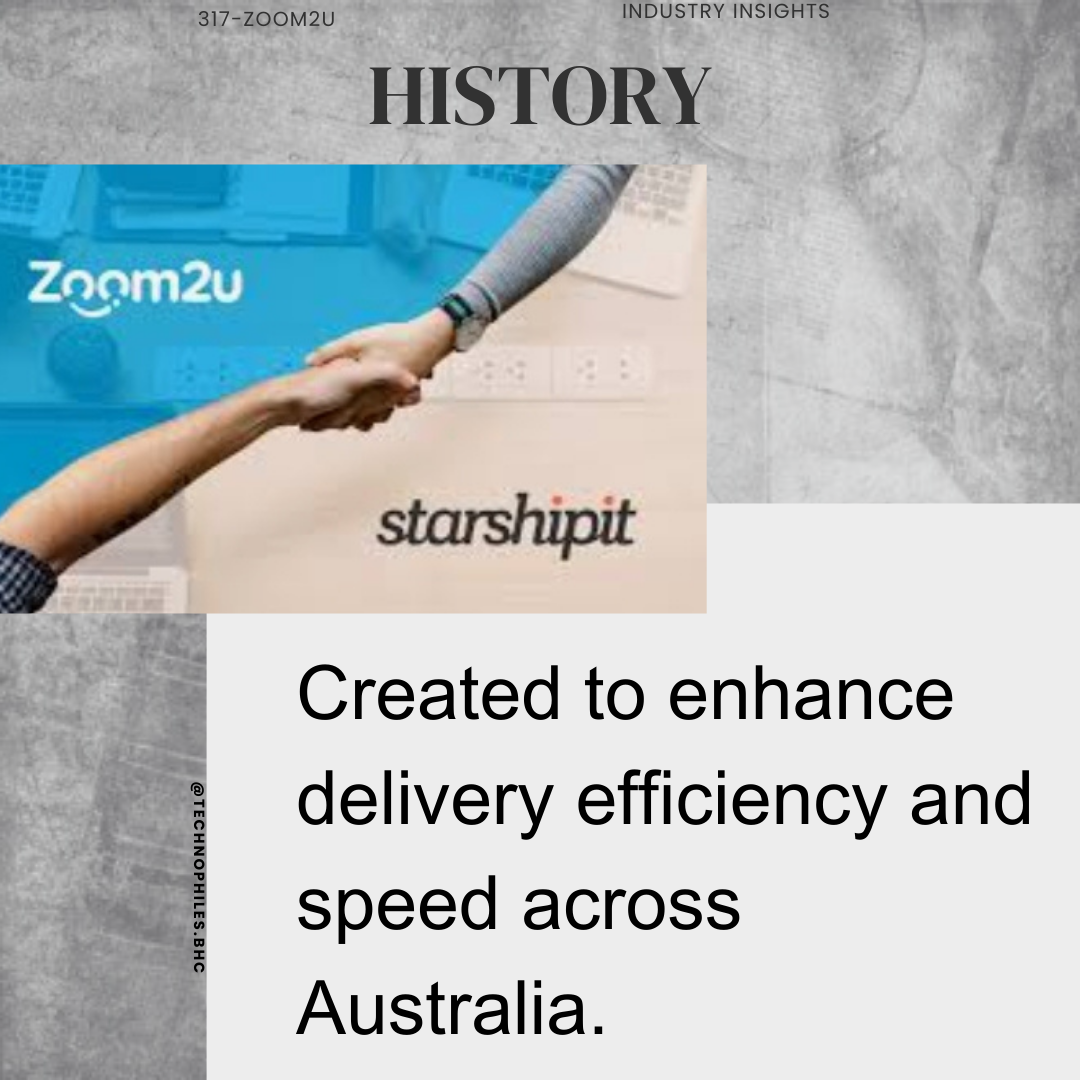 317-ZOOM2U
INDUSTRY INSIGHTS
HISTORY
Zoom2u
starshipit
Created to enhance
delivery efficiency and
speed across
Australia.
@TECHNOPHILES.BHC